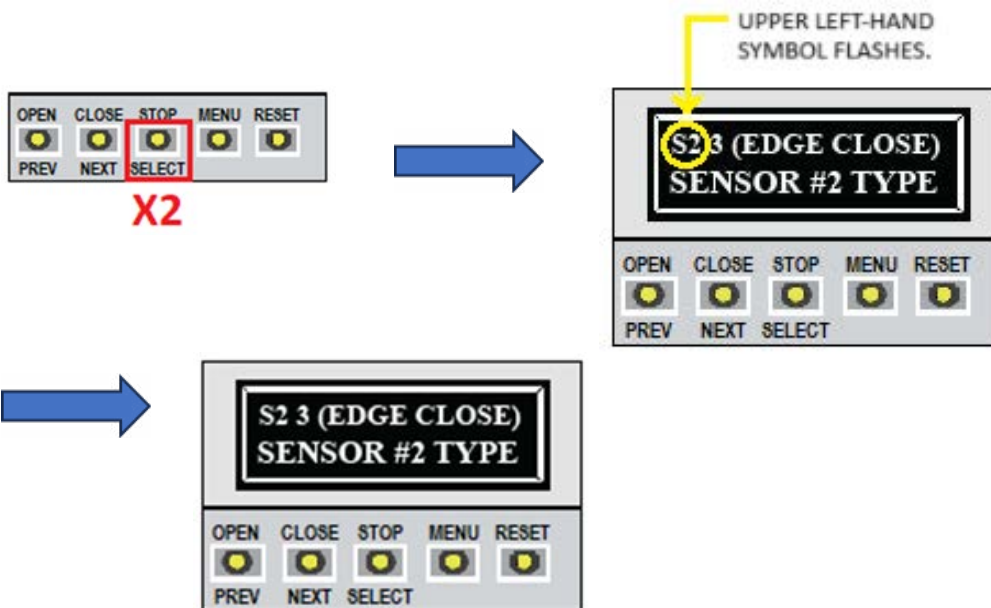 UPPER LEFT-HAND
SYMBOL FLASHES.
OPEN CLOSE STOP MENU RESET
PREV NEXT SELECT
X2
S2 3 (EDGE CLOSE)
SENSOR #2 TYPE
OPEN CLOSE STOP MENU RESET
PREV NEXT SELECT
S2 3 (EDGE CLOSE)
SENSOR #2 TYPE
OPEN CLOSE STOP MENU RESET
PREV NEXT SELECT